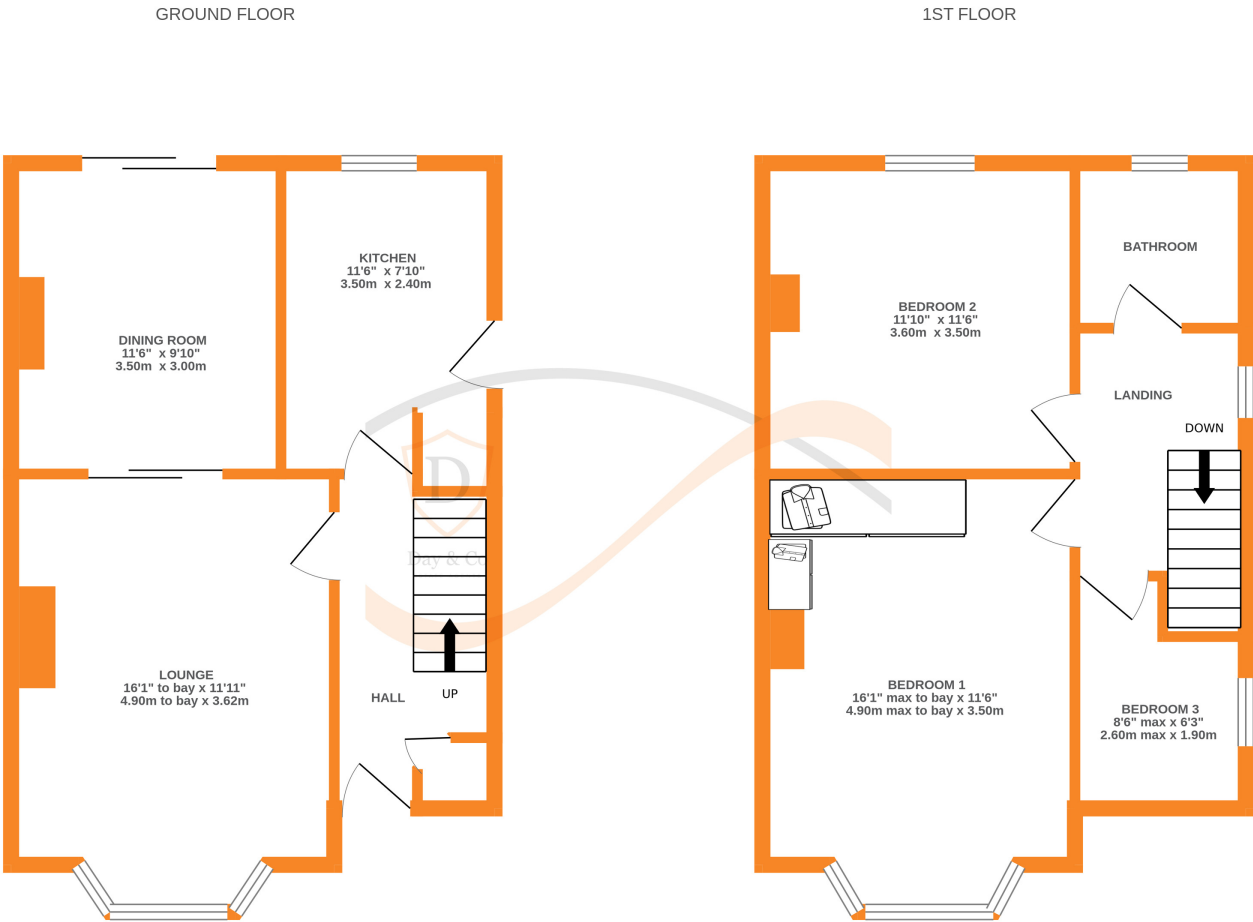 GROUND FLOOR
1ST FLOOR
KITCHEN
11'6" x 7'10"
3.50m x 2.40m
DINING ROOM
11'6" x 9'10"
3.50m x 3.00m
LOUNGE
16'1" to bay x 11'11"
4.90m to bay x 3.62m
HALL
UP
D
Day & Co
BATHROOM
BEDROOM 2
11'10" x 11'6"
3.60m x 3.50m
LANDING
DOWN
BEDROOM 1
16'1" max to bay x 11'6"
4.90m max to bay x 3.50m
BEDROOM 3
8'6" max x 6'3"
2.60m max x 1.90m